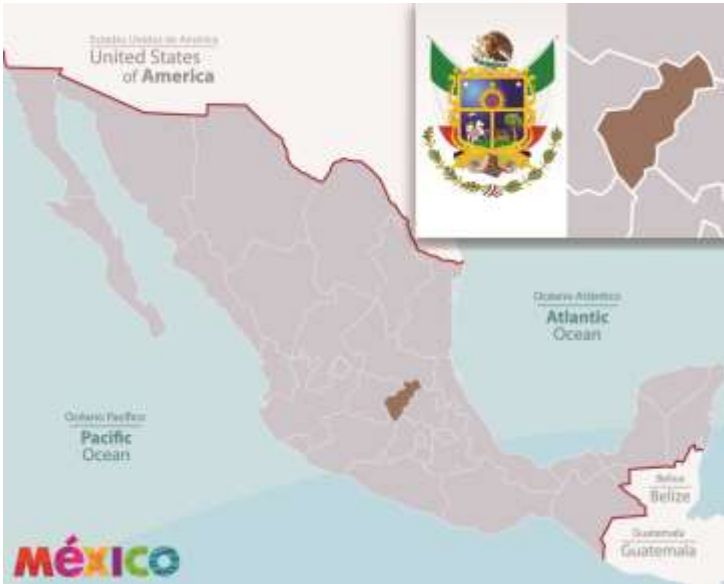 Estados Unidos de América
United States
of America
Océano Atlántico
Atlantic
Ocean
Océano Pacífico
Pacific
Ocean
Belice
Belize
Guatemala
Guatemala
méxico